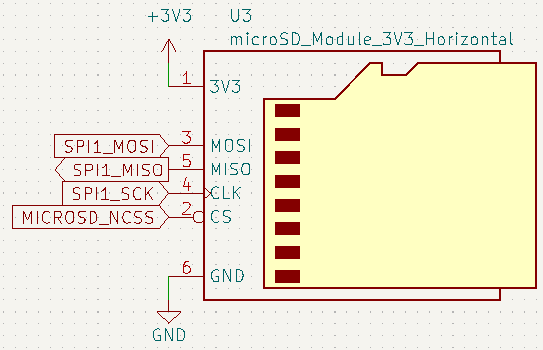 +3V3 U3
microSD_Module_3V3_Horizontal
1 3V3
SPI1_MOSI 3 MOSI
SPI1_MISO 5 MISO
SPI1_SCK 4 CLK
MICROSD_NCSS 2 CS
6 GND
GND